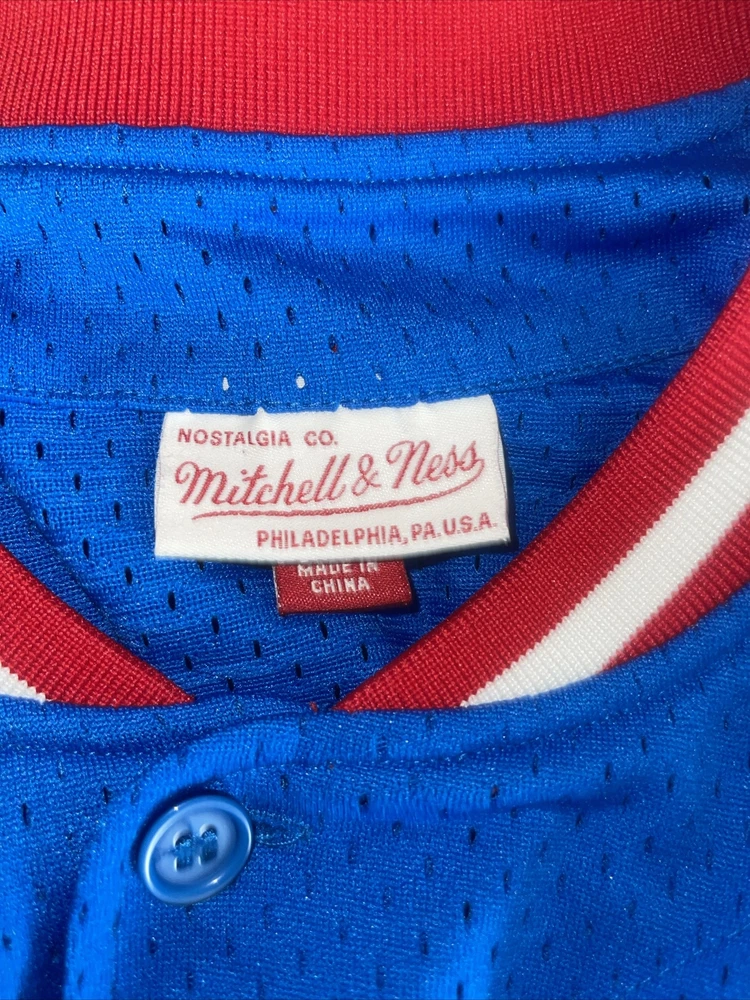 NOSTALGIA CO.
Mitchell & Ness
PHILADELPHIA, PA. U.S.A.
MADE IN
CHINA